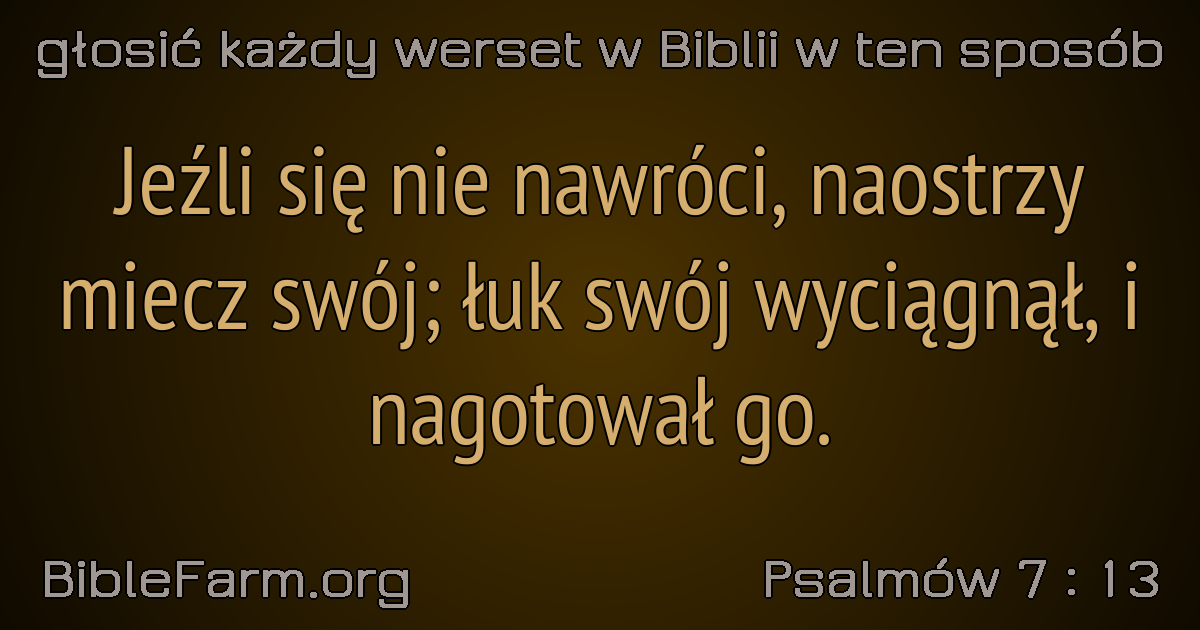 głosić każdy werset w Biblii w ten sposób
Jeźli się nie nawróci, naostrzy
miecz swój; łuk swój wyciągnął, i
nagotował go.
BibleFarm.org
Psalmów 7 : 13